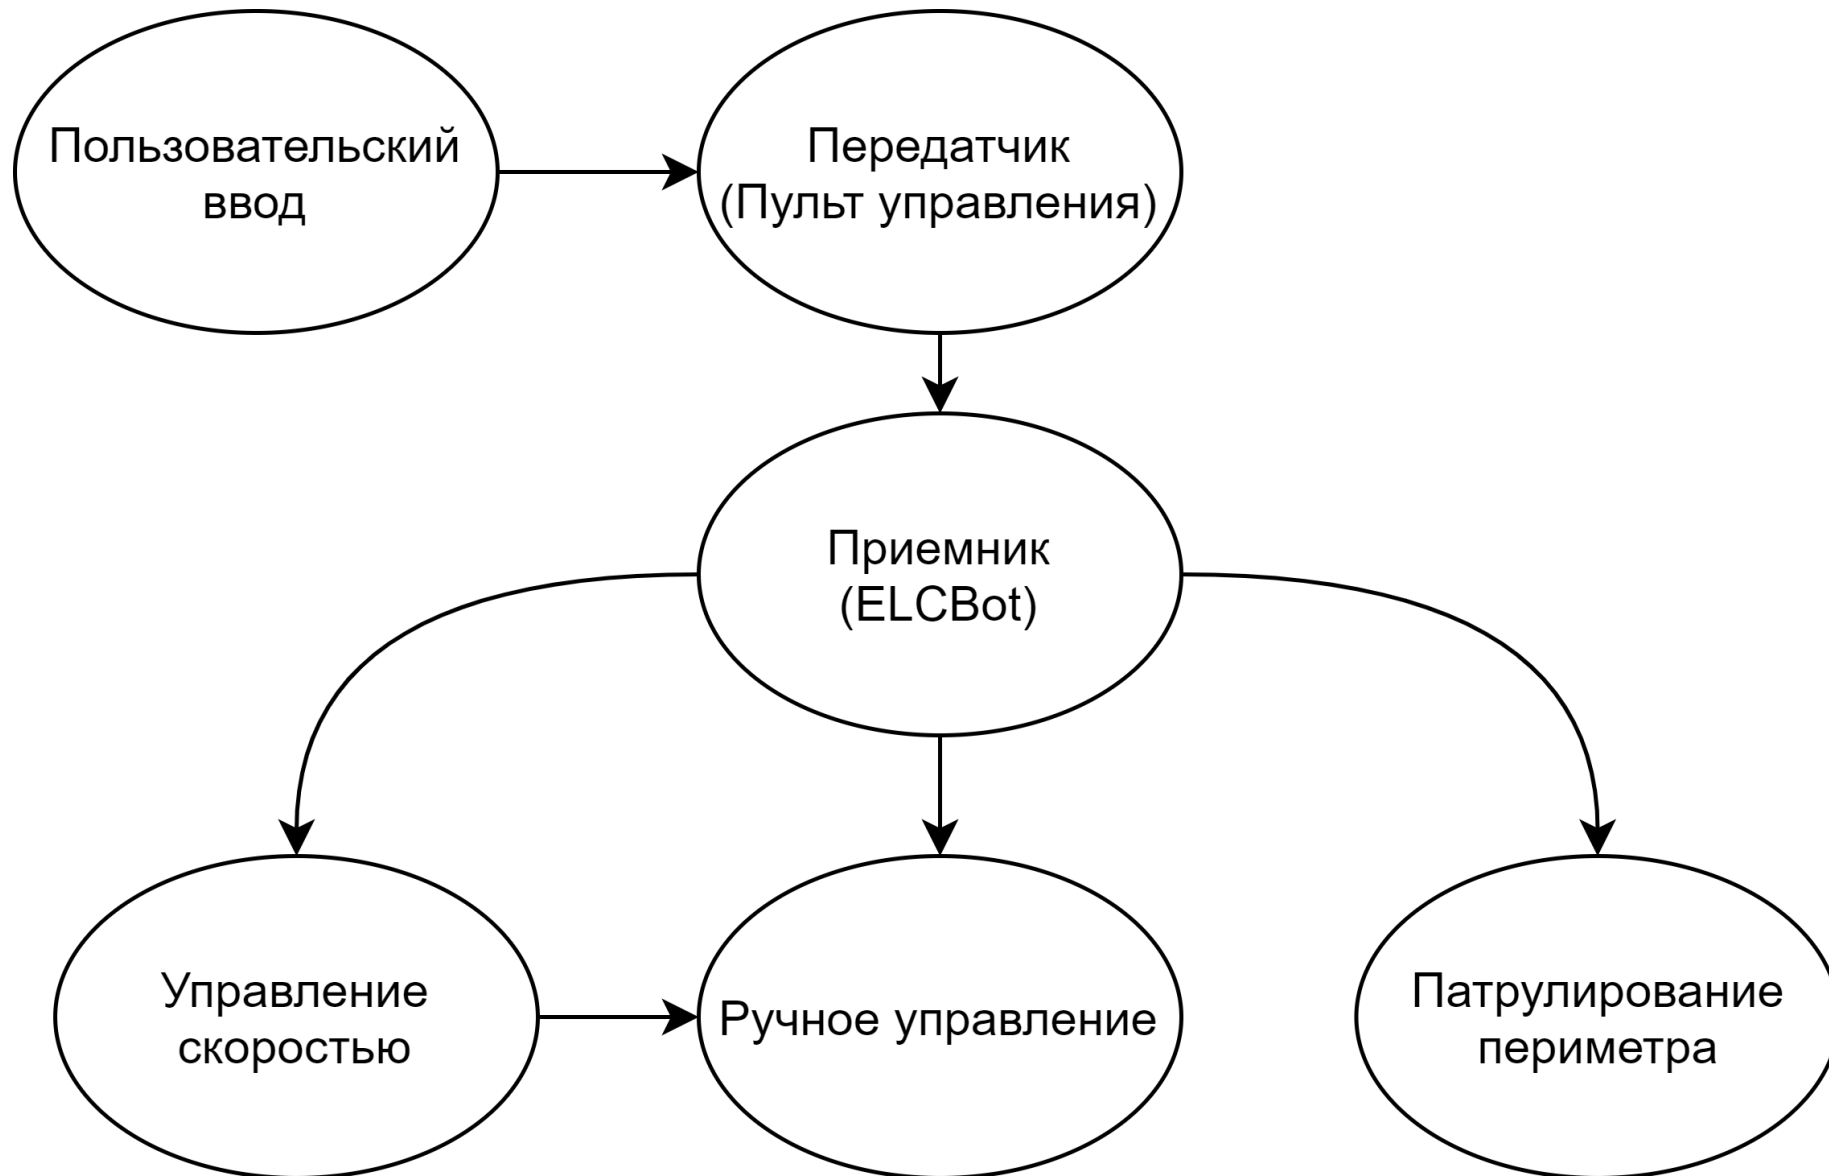 Пользовательский
ввод
Передатчик
(Пульт управления)
Приемник
(ELCBot)
Управление
скоростью
Ручное управление
Патрулирование
периметра